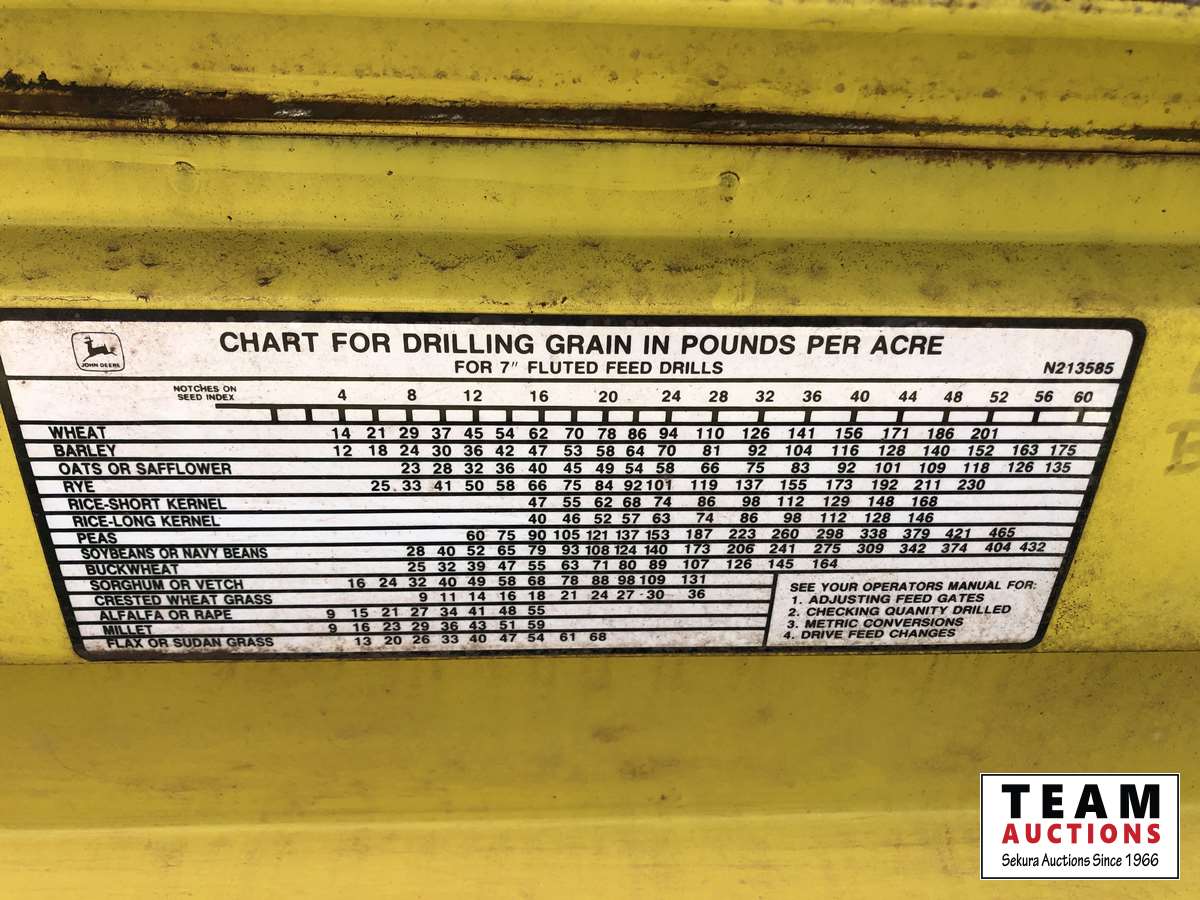 CHART FOR DRILLING GRAIN IN POUNDS PER ACRE
JOHN DEERE
FOR 7" FLUTED FEED DRILLS
N213585
NOTCHES ON
SEED INDEX
4 8 12 16 20 24 28 32 36 40 44 48 52 56 60
WHEAT 14 21 29 37 45 54 62 70 78 86 94 110 126 141 156 171 186 201
BARLEY 12 18 24 30 36 42 47 53 58 64 70 81 92 104 116 128 140 152 163 175
OATS OR SAFFLOWER 23 28 32 36 40 45 49 54 58 66 75 83 92 101 109 118 126 135
RYE 25 33 41 50 58 66 75 84 92 101 119 137 155 173 192 211 230
RICE-SHORT KERNEL 47 55 62 68 74 86 98 112 129 148 168
RICE-LONG KERNEL 40 46 52 57 63 74 86 98 112 128 146
PEAS 60 75 90 105 121 137 153 187 223 260 298 338 379 421 465
SOYBEANS OR NAVY BEANS 28 40 52 65 79 93 108 124 140 173 206 241 275 309 342 374 404 432
BUCKWHEAT 25 32 39 47 55 63 71 80 89 107 126 145 164
SORGHUM OR VETCH 16 24 32 40 49 58 68 78 88 98 109 131
CRESTED WHEAT GRASS 9 11 14 16 18 21 24 27 30 36
ALFALFA OR RAPE 9 15 21 27 34 41 48 55
MILLET 9 16 23 29 36 43 51 59
FLAX OR SUDAN GRASS 13 20 26 33 40 47 54 61 68
SEE YOUR OPERATORS MANUAL FOR:
1. ADJUSTING FEED GATES
2. CHECKING QUANITY DRILLED
3. METRIC CONVERSIONS
4. DRIVE FEED CHANGES
TEAM
AUCTIONS
Sekura Auctions Since 1966